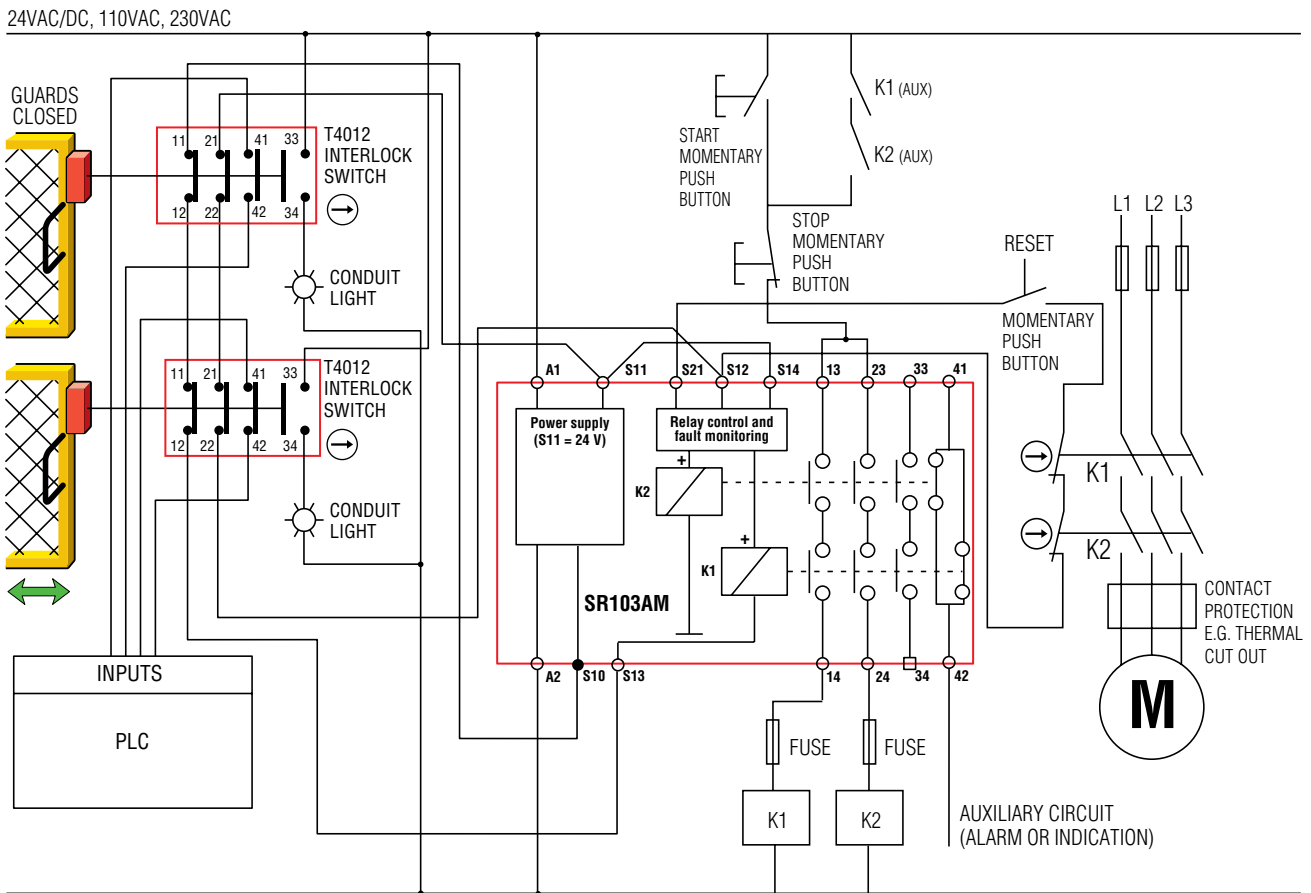 24VAC/DC, 110VAC, 230VAC
GUARDS
CLOSED
11 21 41 33
12 22 42 34
T4012
INTERLOCK
SWITCH
CONDUIT
LIGHT
11 21 41 33
12 22 42 34
T4012
INTERLOCK
SWITCH
CONDUIT
LIGHT
INPUTS
PLC
START
MOMENTARY
PUSH
BUTTON
K1 (AUX)
K2 (AUX)
STOP
MOMENTARY
PUSH
BUTTON
RESET
MOMENTARY
PUSH
BUTTON
L1 L2 L3
A1 S11 S21 S12 S14 13 23 33 41
Power supply
(S11 = 24 V)
Relay control and
fault monitoring
+
K2
+
K1
SR103AM
A2 S10 S13 14 24 34 42
K1
K2
CONTACT
PROTECTION
E.G. THERMAL
CUT OUT
M
FUSE
FUSE
K1
K2
AUXILIARY CIRCUIT
(ALARM OR INDICATION)